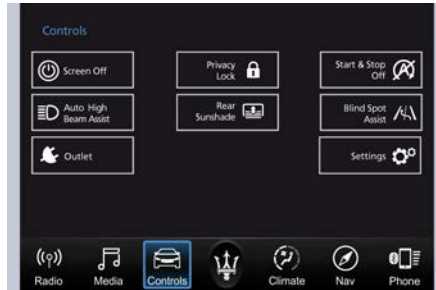 Controls
Screen Off
Privacy
Lock
Start & Stop
Off
Auto High
Beam Assist
Rear
Sunshade
Blind Spot
Assist
Outlet
Settings
Radio
Media
Controls
Climate
Nav
Phone